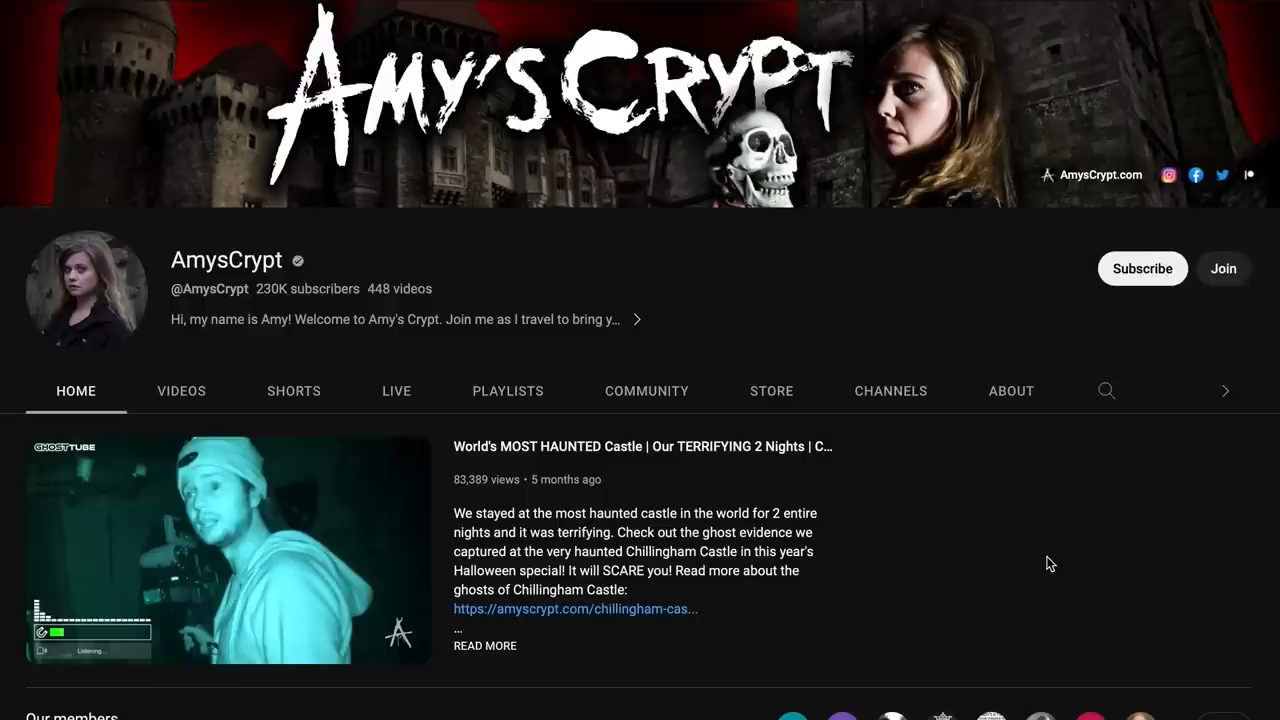 AMY'S CRYPT
AmysCrypt.com
AmysCrypt
@AmysCrypt 230K subscribers 448 videos
Hi, my name is Amy! Welcome to Amy's Crypt. Join me as I travel to bring y...
Subscribe
Join
HOME VIDEOS SHORTS LIVE PLAYLISTS COMMUNITY STORE CHANNELS ABOUT
GHOSTTUBE
Listening...
World's MOST HAUNTED Castle | Our TERRIFYING 2 Nights | C...
83,389 views • 5 months ago
We stayed at the most haunted castle in the world for 2 entire
nights and it was terrifying. Check out the ghost evidence we
captured at the very haunted Chillingham Castle in this year's
Halloween special! It will SCARE you! Read more about the
ghosts of Chillingham Castle:
https://amyscrypt.com/chillingham-cas...
...
READ MORE
Our members